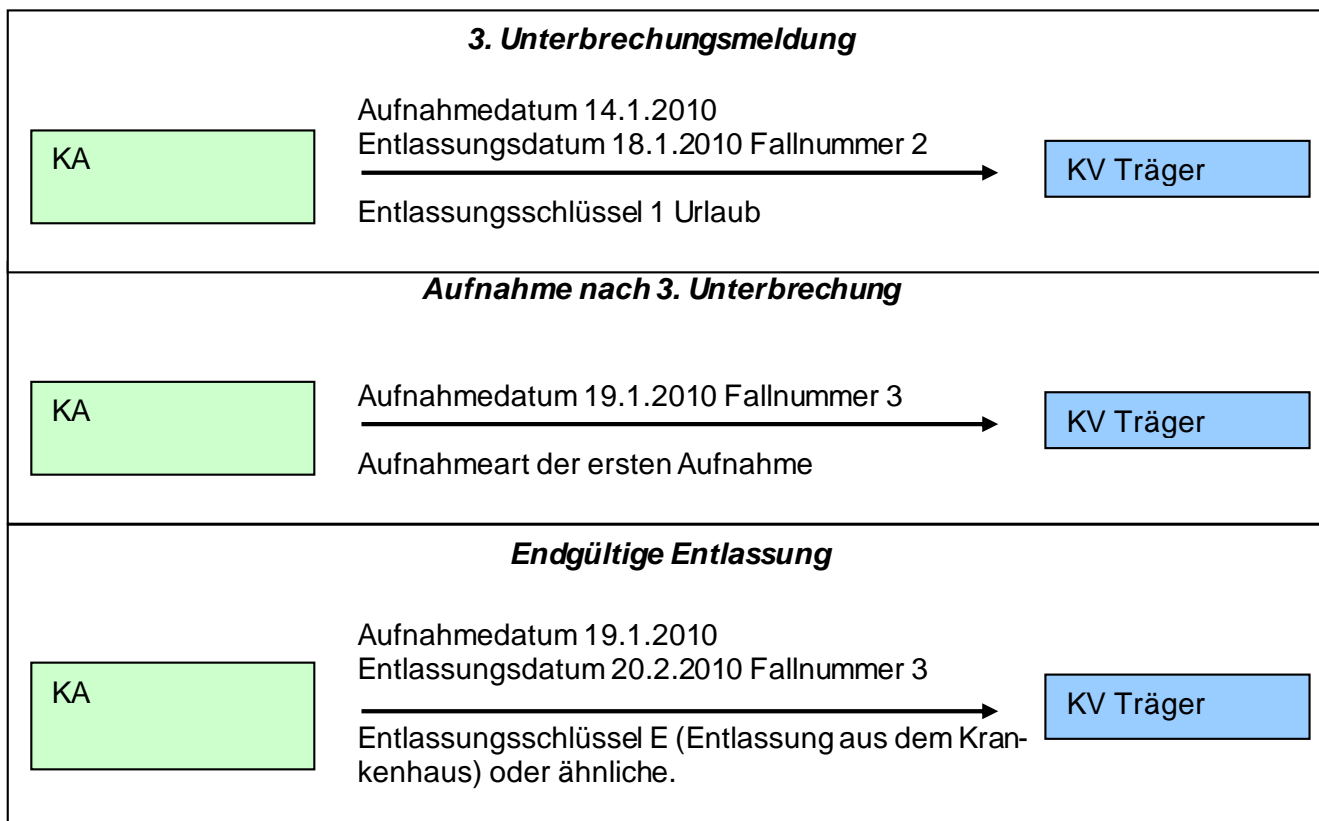 3. Unterbrechungsmeldung
KA
Aufnahmedatum 14.1.2010
Entlassungsdatum 18.1.2010 Fallnummer 2
Entlassungsschlüssel 1 Urlaub
KV Träger
Aufnahme nach 3. Unterbrechung
KA
Aufnahmedatum 19.1.2010 Fallnummer 3
Aufnahmeart der ersten Aufnahme
KV Träger
Endgültige Entlassung
KA
Aufnahmedatum 19.1.2010
Entlassungsdatum 20.2.2010 Fallnummer 3
Entlassungsschlüssel E (Entlassung aus dem Kran-
kenhaus) oder ähnliche.
KV Träger